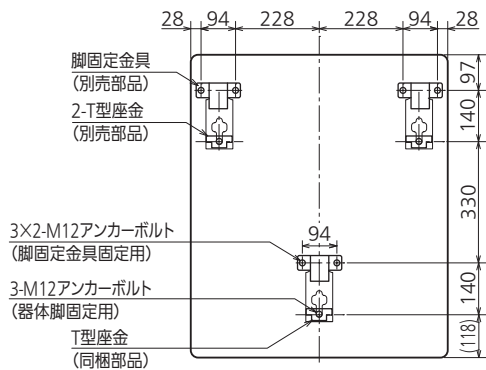 28 94 228 228 94 28
脚固定金具
(別売部品)
2-T型座金
(別売部品)
97
140
330
3×2-M12アンカーボルト
(脚固定金具固定用)
94
3-M12アンカーボルト
(器体脚固定用)
140
T型座金
(同梱部品)
(118)